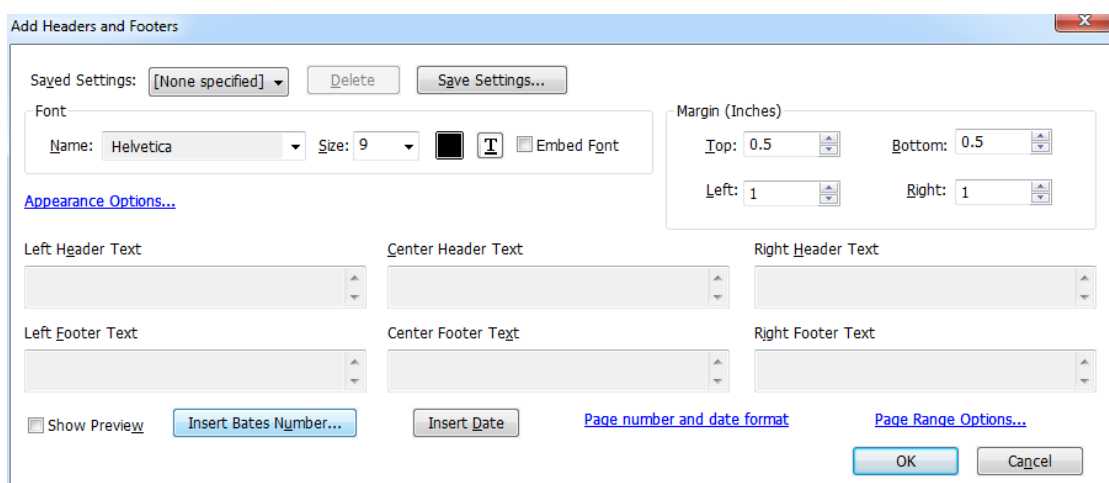 Add Headers and Footers
x
Saved Settings: [None specified] Delete Save Settings...
Font Margin (Inches)
Name: Helvetica Size: 9 T Embed Font Top: 0.5 Bottom: 0.5
Appearance Options... Left: 1 Right: 1
Left Header Text Center Header Text Right Header Text
Left Footer Text Center Footer Text Right Footer Text
Show Preview Insert Bates Number... Insert Date Page number and date format Page Range Options...
OK Cancel